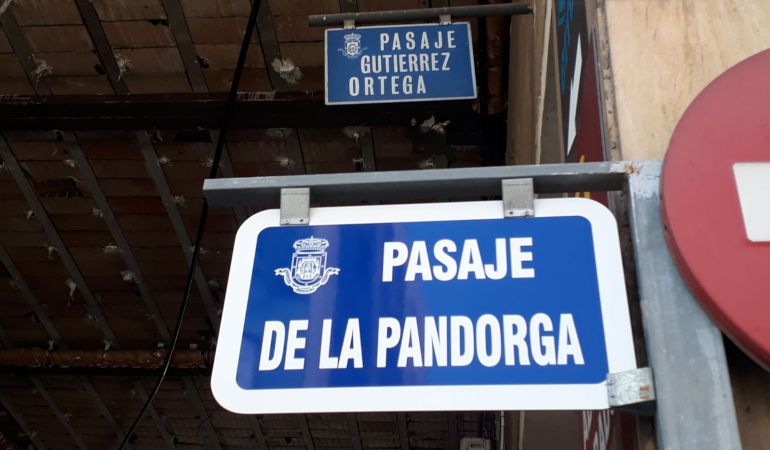 PASAJE
GUTIERREZ
ORTEGA
PASAJE
DE LA PANDORGA